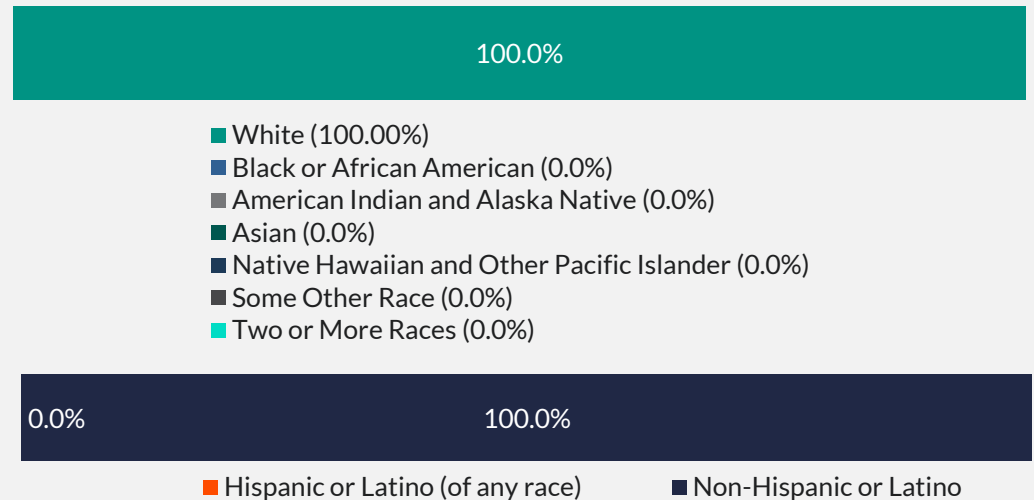 100.0%
White (100.00%)
Black or African American (0.0%)
American Indian and Alaska Native (0.0%)
Asian (0.0%)
Native Hawaiian and Other Pacific Islander (0.0%)
Some Other Race (0.0%)
Two or More Races (0.0%)
0.0% 100.0%
Hispanic or Latino (of any race) Non-Hispanic or Latino